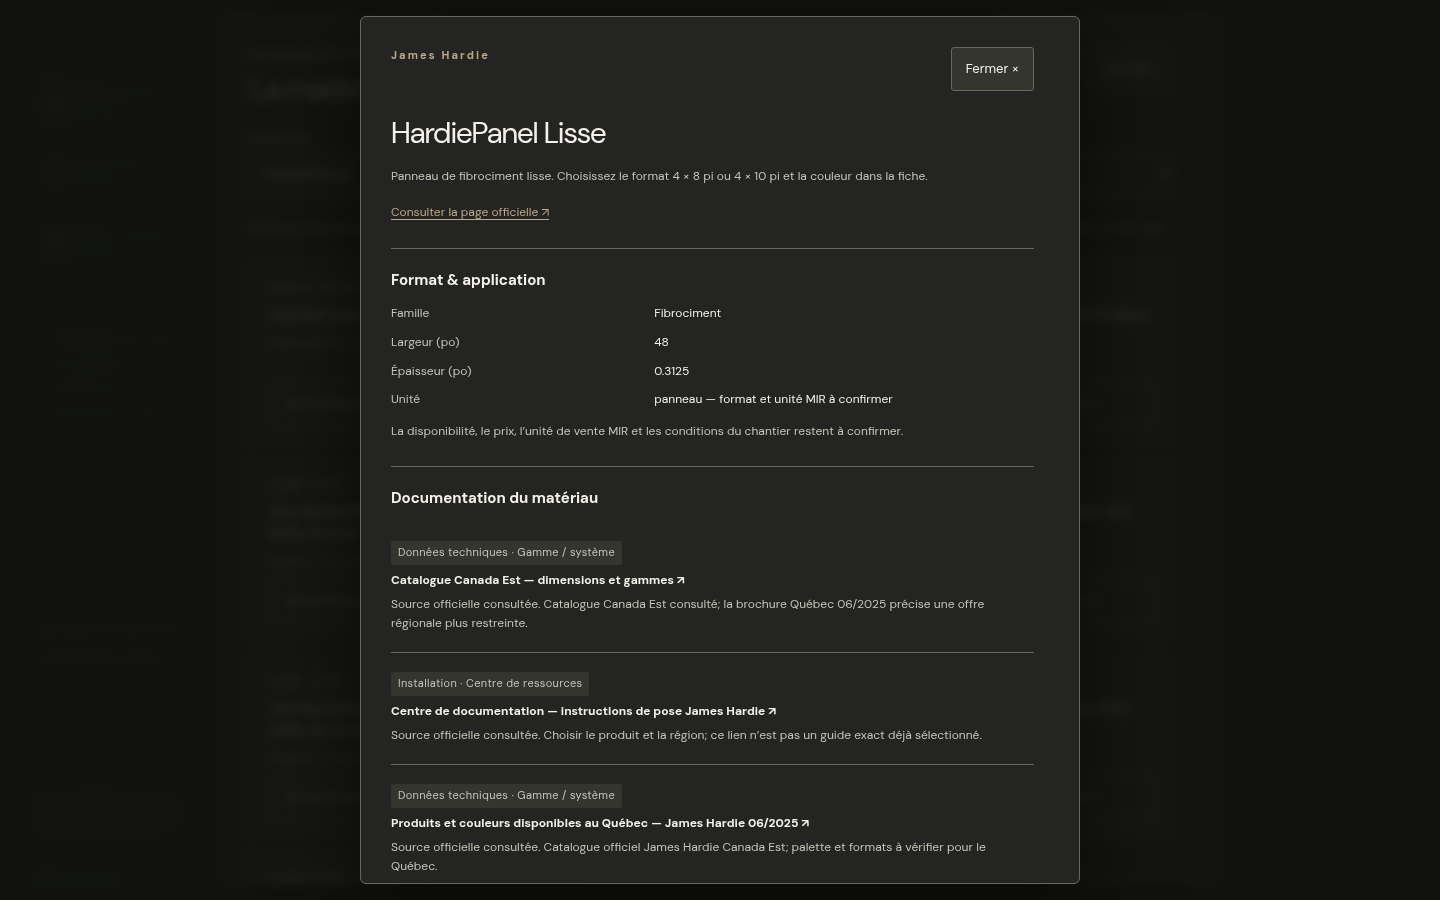 James Hardie
Fermer ×
HardiePanel Lisse
Panneau de fibrociment lisse. Choisissez le format 4 × 8 pi ou 4 × 10 pi et la couleur dans la fiche.
Consulter la page officielle ↗
Format & application
Famille Fibrociment
Largeur (po) 48
Épaisseur (po) 0.3125
Unité panneau — format et unité MIR à confirmer
La disponibilité, le prix, l’unité de vente MIR et les conditions du chantier restent à confirmer.
Documentation du matériau
Données techniques · Gamme / système
Catalogue Canada Est — dimensions et gammes ↗
Source officielle consultée. Catalogue Canada Est consulté; la brochure Québec 06/2025 précise une offre
régionale plus restreinte.
Installation · Centre de ressources
Centre de documentation — instructions de pose James Hardie ↗
Source officielle consultée. Choisir le produit et la région; ce lien n’est pas un guide exact déjà sélectionné.
Données techniques · Gamme / système
Produits et couleurs disponibles au Québec — James Hardie 06/2025 ↗
Source officielle consultée. Catalogue officiel James Hardie Canada Est; palette et formats à vérifier pour le
Québec.